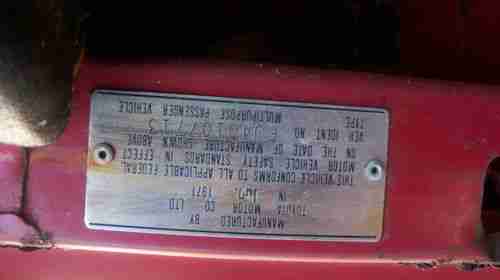 MANUFACTURED BY
TOYOTA MOTOR CO LTD
IN 1971
THIS VEHICLE CONFORMS TO ALL APPLICABLE FEDERAL
MOTOR VEHICLE SAFETY STANDARDS IN EFFECT
ON THE DATE OF MANUFACTURE SHOWN ABOVE
VEH IDENT NO
TYPE MULTIPURPOSE PASSENGER VEHICLE